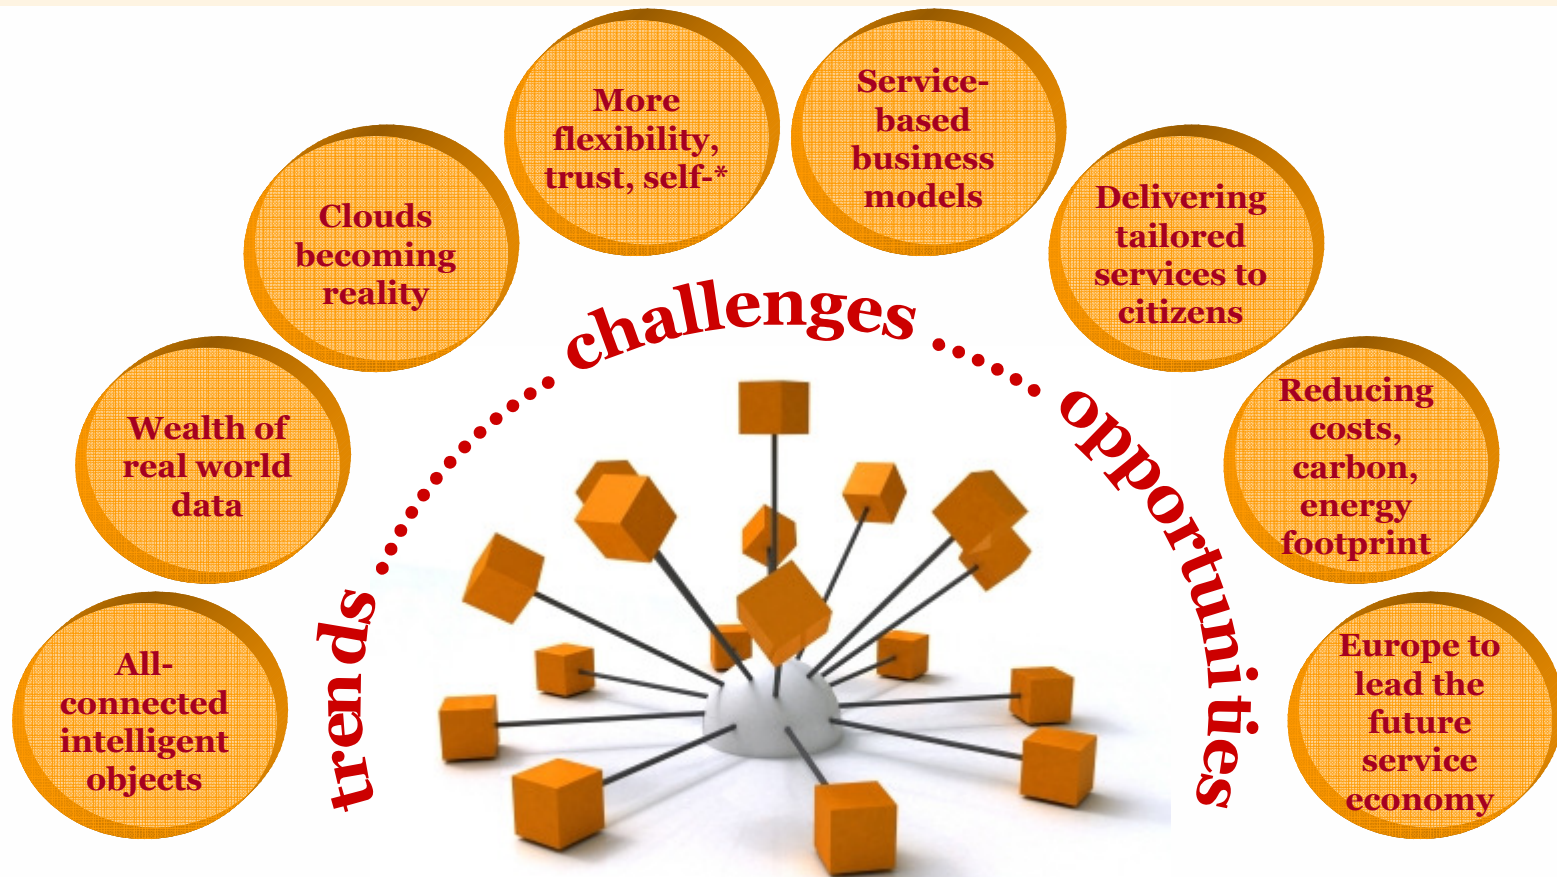 All-
connected
intelligent
objects
Wealth of
real world
data
Clouds
becoming
reality
More
flexibility,
trust, self-*
Service-
based
business
models
Delivering
tailored
services to
citizens
Reducing
costs,
carbon,
energy
footprint
Europe to
lead the
future
service
economy
trends ............... challenges ...... opportunities